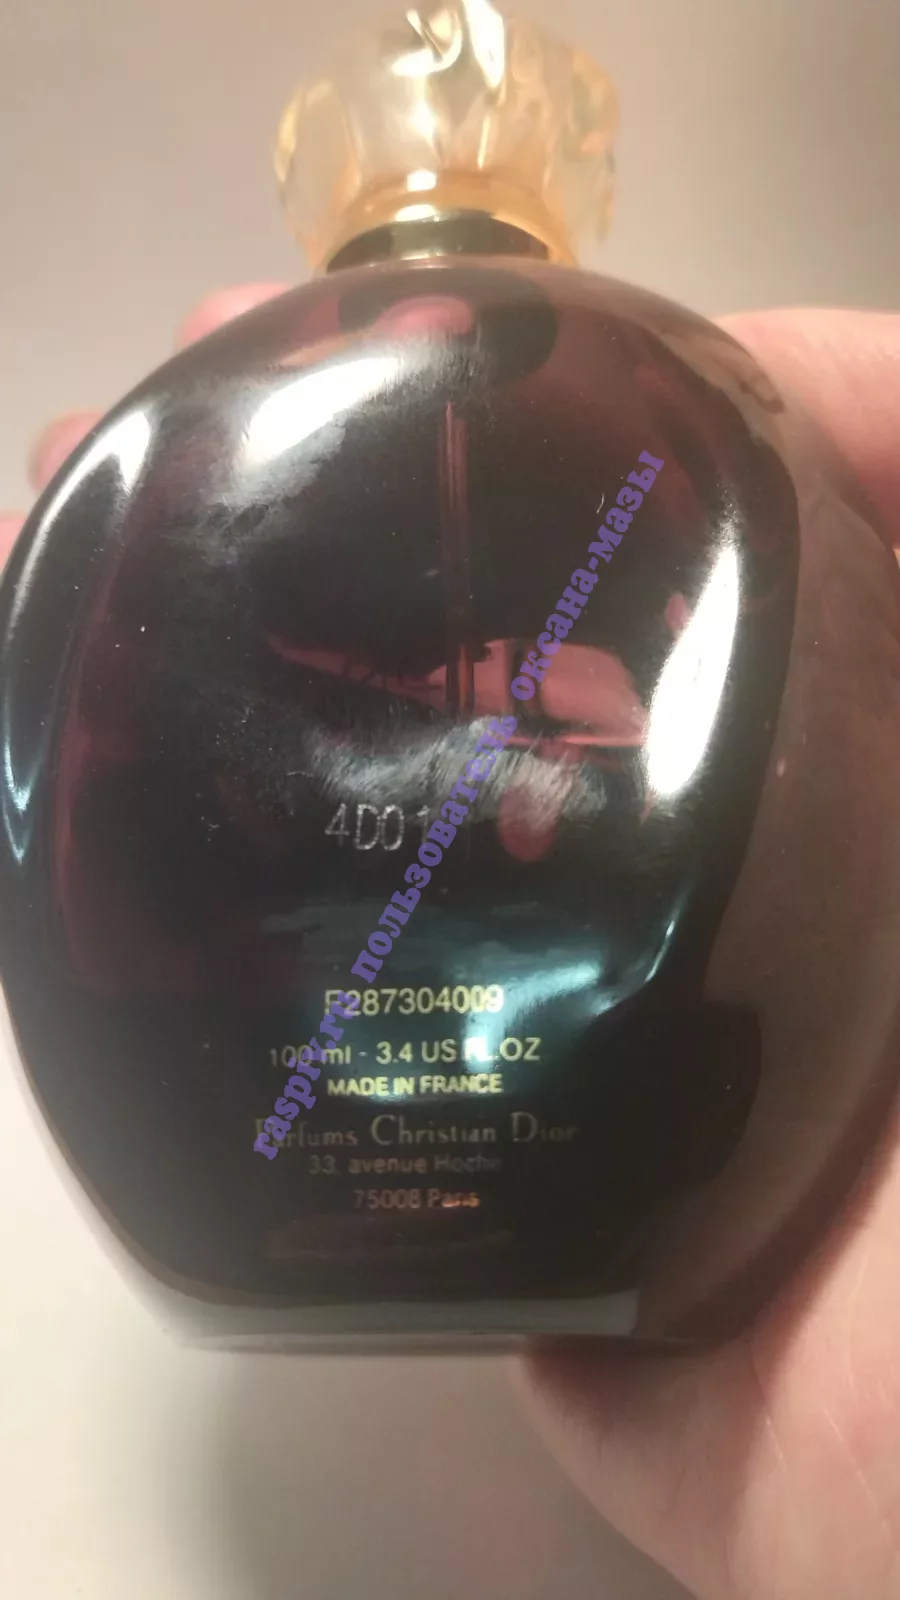 4D01
F287304009
100 ml - 3.4 US FL.OZ
MADE IN FRANCE
Parfums Christian Dior
33, avenue Hoche
75008 Paris
raspiv.ru пользователь оксана-мазы